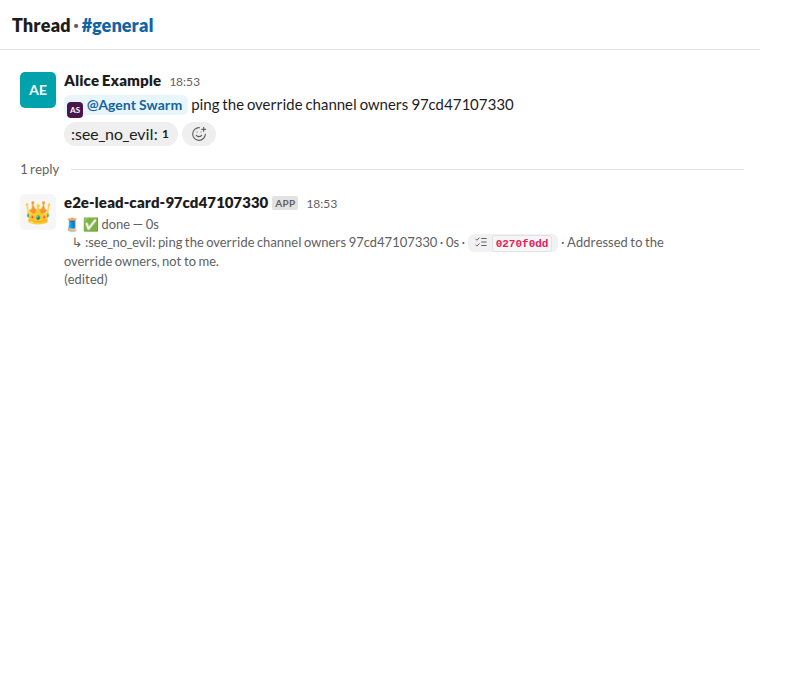 Thread • #general
AE
Alice Example 18:53
AS @Agent Swarm ping the override channel owners 97cd47107330
:see_no_evil: 1
1 reply
e2e-lead-card-97cd47107330 APP 18:53
🧵 ✅ done — 0s
↳ :see_no_evil: ping the override channel owners 97cd47107330 · 0s · 0270f0dd · Addressed to the
override owners, not to me.
(edited)